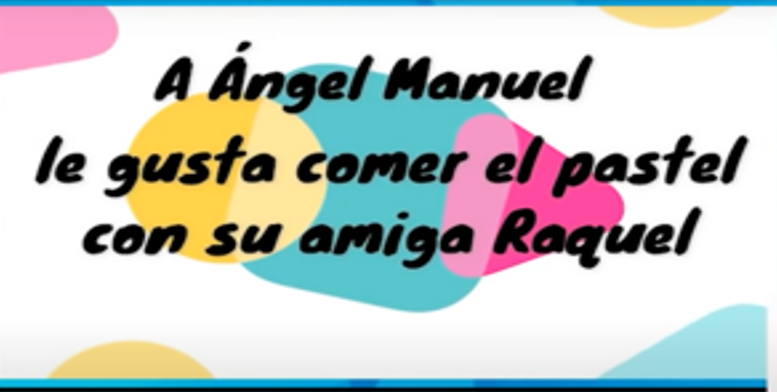 A Ángel Manuel
le gusta comer el pastel
con su amiga Raquel